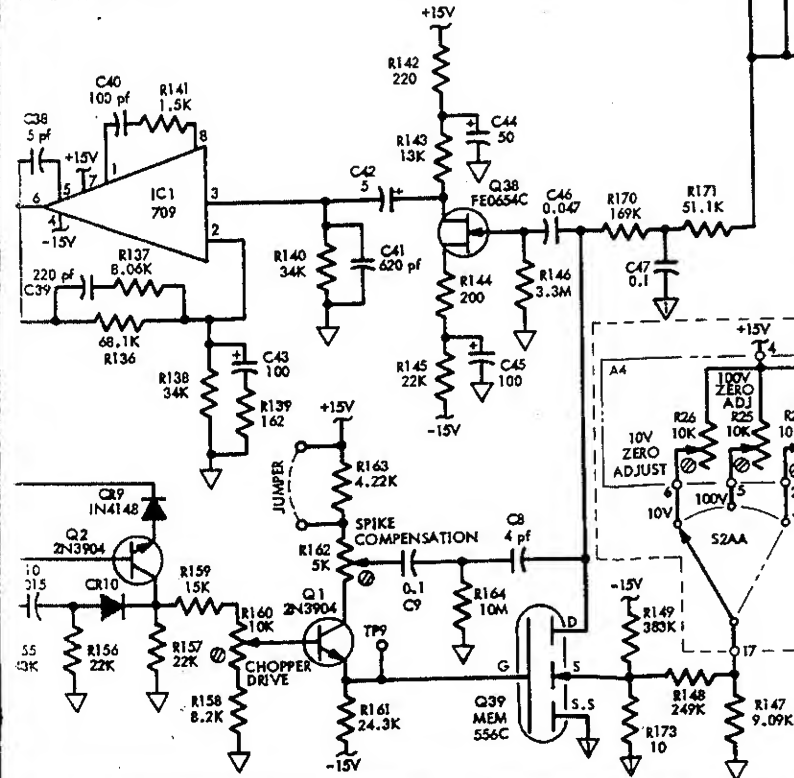 +15V
R142
220
C40
100 pf
R141
1.5K
C38
5 pf
+15V
1
8
C44
50
R143
13K
7
5
6
4
-15V
IC1
709
3
2
C42
5
Q38
FE0654C
C46
0.047
R170
169K
R171
51.1K
R137
8.06K
220 pf
C39
68.1K
R136
R140
34K
C41
620 pf
R144
200
R146
3.3M
C47
0.1
R145
22K
C45
100
-15V
C43
100
R138
34K
R139
162
+15V
4
A4
100V
ZERO
ADJ
R26
10K
R25
10K
10
10V
ZERO
ADJUST
6
5
10V
100V
S2AA
17
+15V
JUMPER
R163
4.22K
SPIKE
COMPENSATION
R162
5K
C8
4 pf
0.1
C9
R164
10M
CR9
IN4148
Q2
2N3904
10
CR10
R159
15K
R160
10K
Q1
2N3904
TP9
CHOPPER
DRIVE
R156
22K
R157
22K
R158
8.2K
R161
24.3K
-15V
G
D
S
S.S
Q39
MEM
556C
-15V
R149
383K
R148
249K
R173
10
R147
9.09K